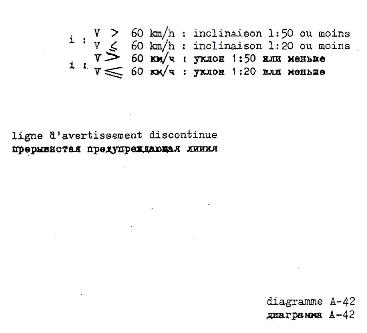 i : V > 60 km/h : inclinaison 1:50 ou moins
V ⩽ 60 km/h : inclinaison 1:20 ou moins
i : V > 60 км/ч : уклон 1:50 или меньше
V ⩽ 60 км/ч : уклон 1:20 или меньше
ligne d'avertissement discontinue
прерывистая предупреждающая линия
diagramme A-42
диаграмма A-42